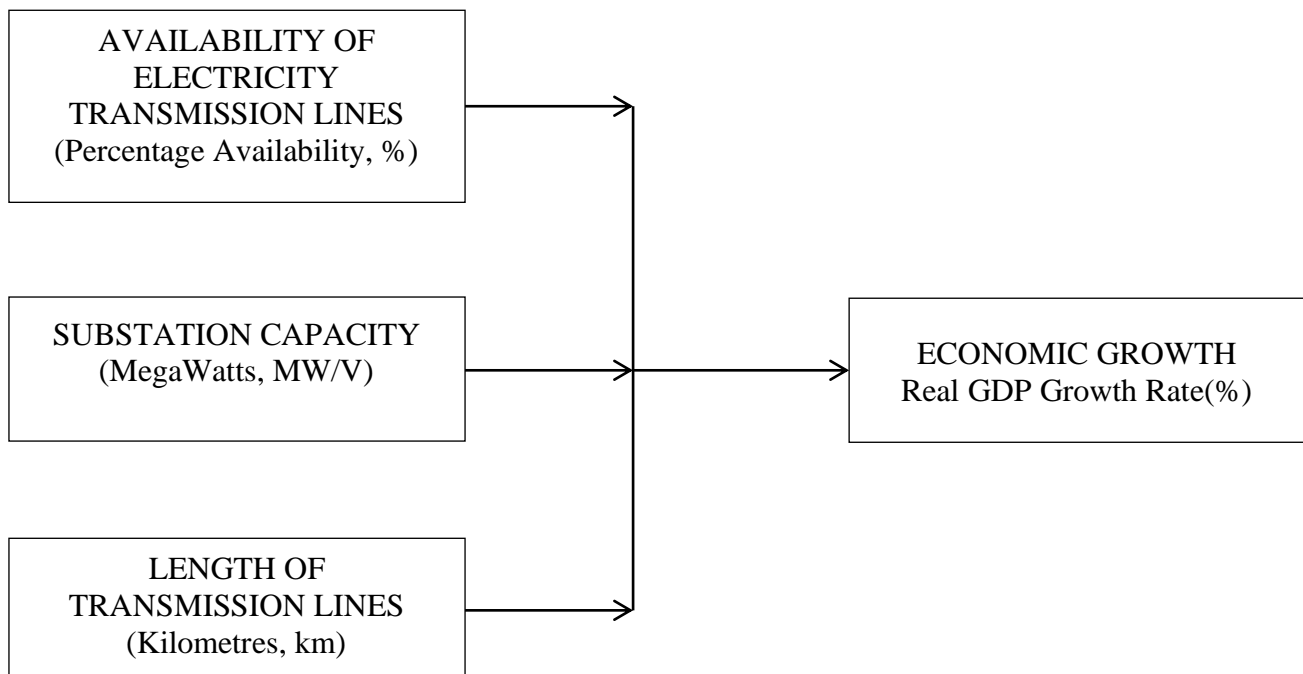 AVAILABILITY OF
ELECTRICITY
TRANSMISSION LINES
(Percentage Availability, %)
SUBSTATION CAPACITY
(MegaWatts, MW/V)
LENGTH OF
TRANSMISSION LINES
(Kilometres, km)
ECONOMIC GROWTH
Real GDP Growth Rate(%)